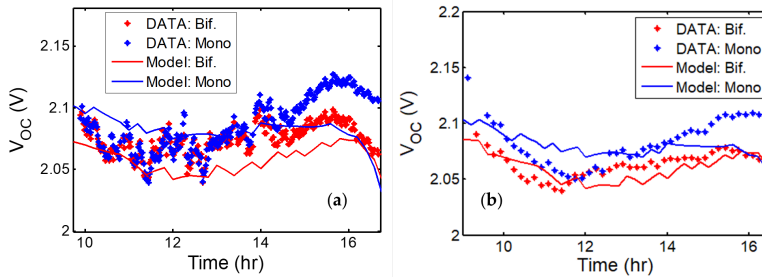 2.15
2.1
2.05
2
V_OC (V)
DATA: Bif.
DATA: Mono
Model: Bif.
Model: Mono
(a)
10 12 14 16
Time (hr)
2.2
2.15
2.1
2.05
2
V_OC (V)
DATA: Bif.
DATA: Mono
Model: Bif.
Model: Mono
(b)
10 12 14 16
Time (hr)